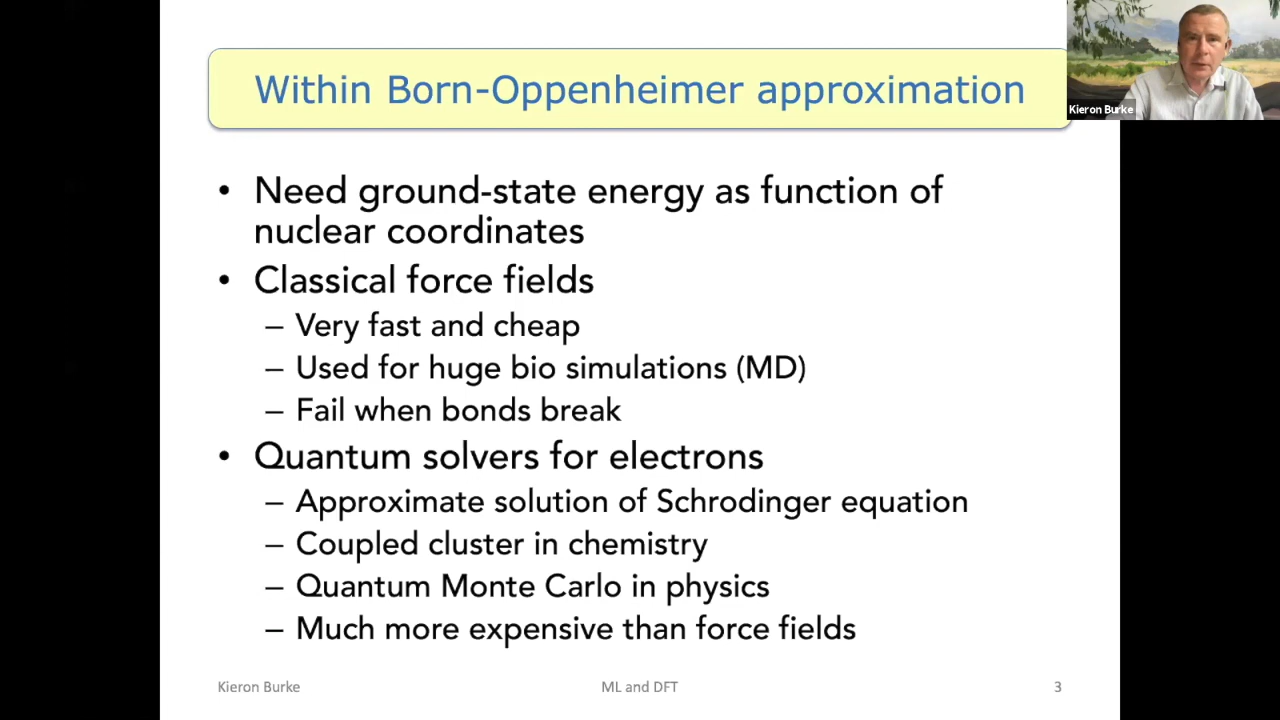 Within Born-Oppenheimer approximation
Kieron Burke
• Need ground-state energy as function of
nuclear coordinates
• Classical force fields
– Very fast and cheap
– Used for huge bio simulations (MD)
– Fail when bonds break
• Quantum solvers for electrons
– Approximate solution of Schrodinger equation
– Coupled cluster in chemistry
– Quantum Monte Carlo in physics
– Much more expensive than force fields
Kieron Burke
ML and DFT
3